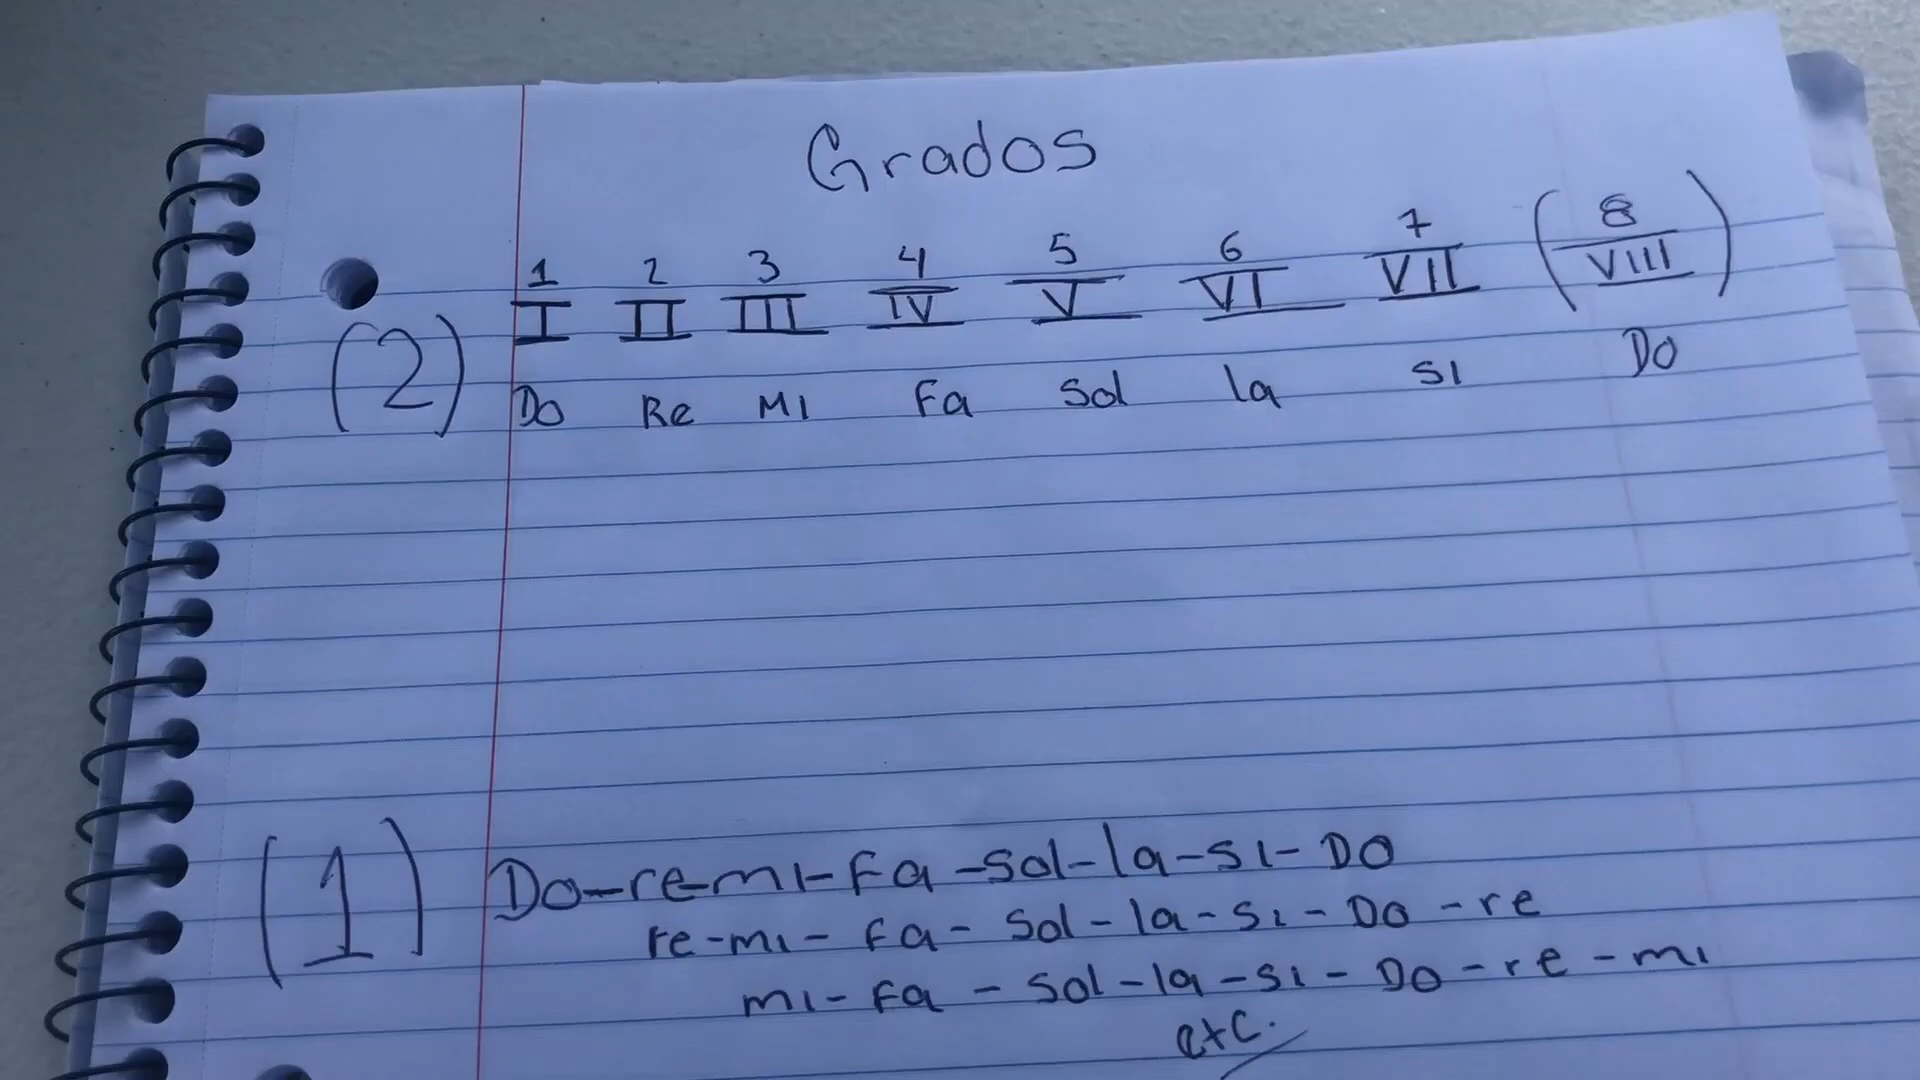 Grados
1 2 3 4 5 6 7 (8
I II III IV V VI VII VIII)
(2) Do Re Mi Fa Sol la si Do
(1) Do-re-mi-Fa-Sol-la-si-Do
re-mi-Fa-Sol-la-si-Do-re
mi-Fa-Sol-la-si-Do-re-mi
etc.